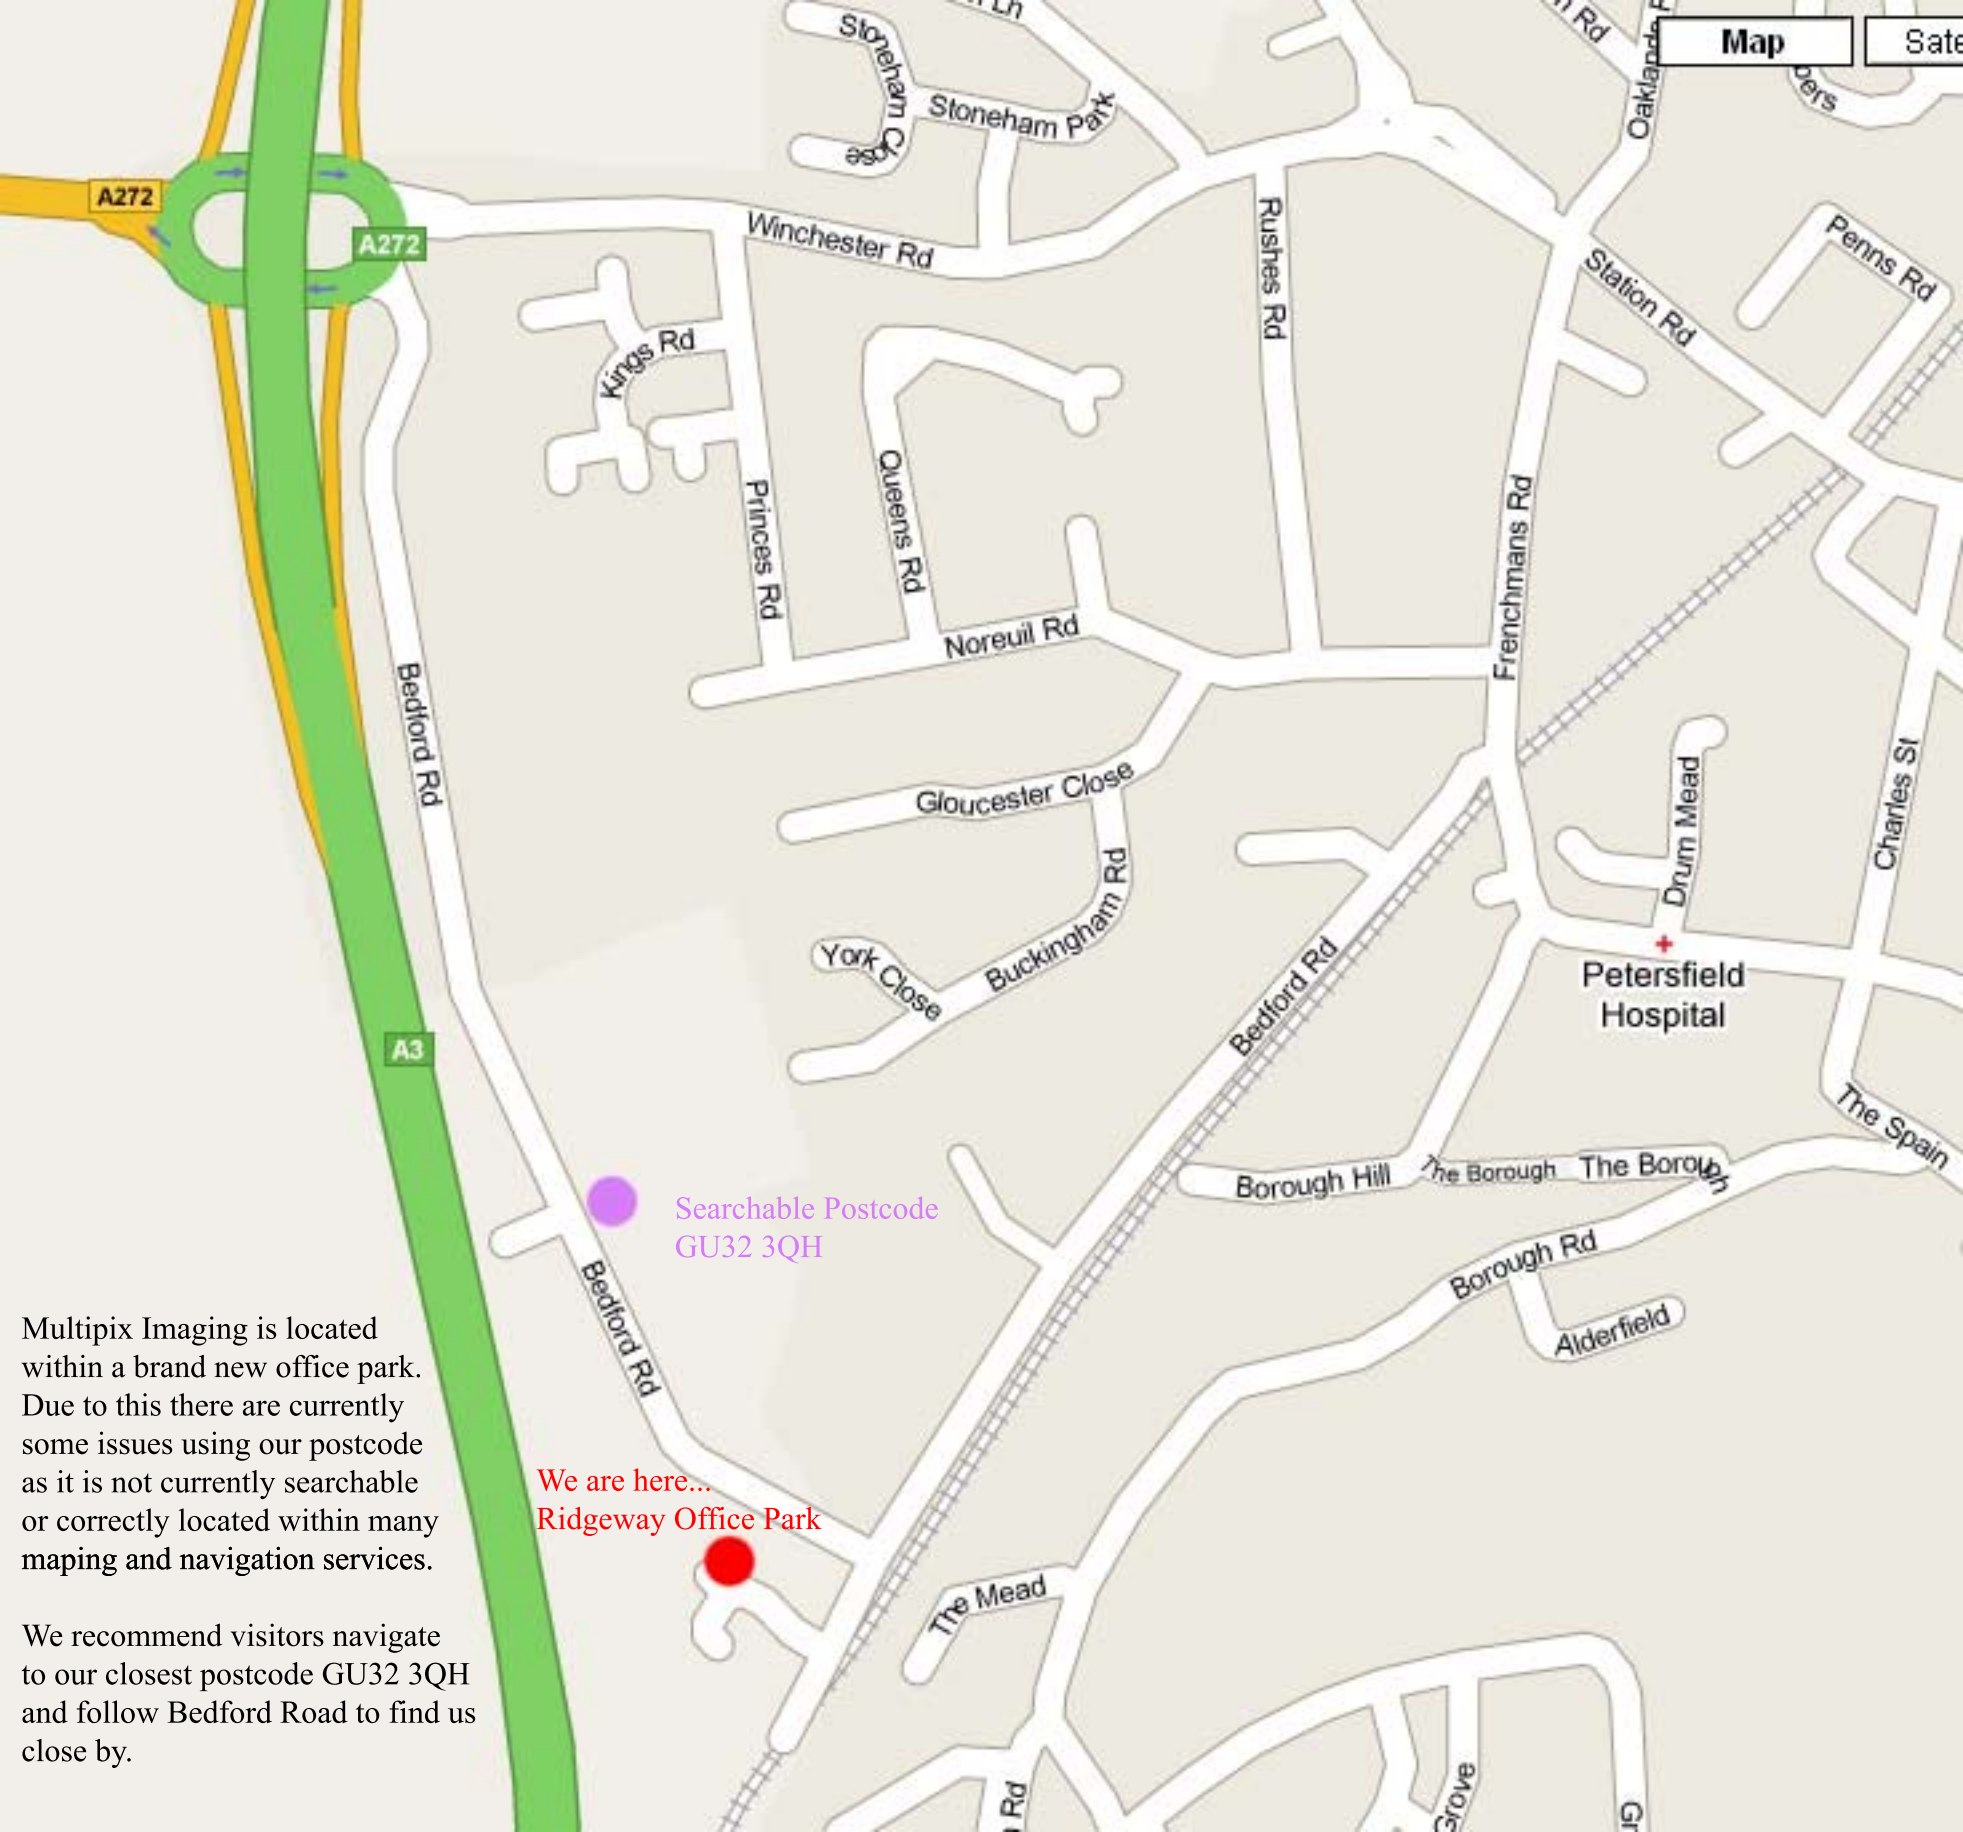 Ln
n Rd
Map
Sate
Stoneham Close
Stoneham Park
Oaklands
pers
A272
A272
Winchester Rd
Rushes Rd
Penns Rd
Station Rd
Kings Rd
Queens Rd
Princes Rd
Frenchmans Rd
Noreuil Rd
Bedford Rd
Gloucester Close
Drum Mead
Charles St
Buckingham Rd
York Close
Bedford Rd
Petersfield
Hospital
A3
The Spain
Borough Hill
The Borough
The Borough
Searchable Postcode
GU32 3QH
Borough Rd
Alderfield
Bedford Rd
Multipix Imaging is located
within a brand new office park.
Due to this there are currently
some issues using our postcode
as it is not currently searchable
or correctly located within many
maping and navigation services.
We are here...
Ridgeway Office Park
The Mead
We recommend visitors navigate
to our closest postcode GU32 3QH
and follow Bedford Road to find us
close by.
Rd
Grove
Gr